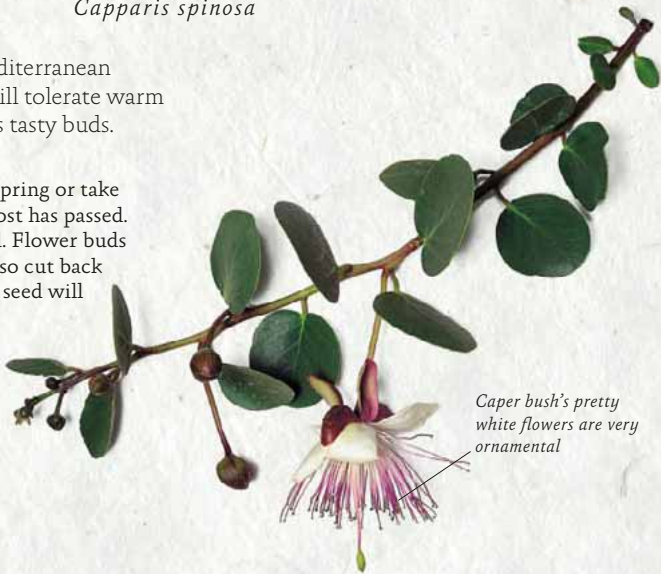 Capparis spinosa
diterranean
ill tolerate warm
s tasty buds.
pring or take
ost has passed.
l. Flower buds
so cut back
seed will
Caper bush's pretty
white flowers are very
ornamental